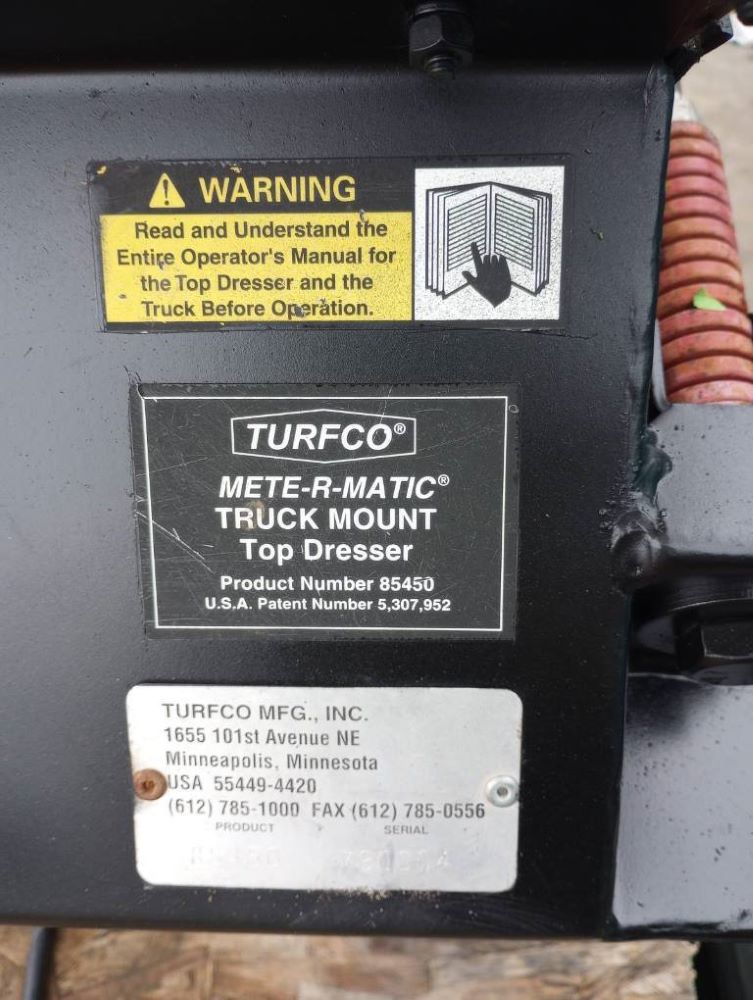 WARNING
Read and Understand the
Entire Operator's Manual for
the Top Dresser and the
Truck Before Operation.
TURFCO®
METE-R-MATIC®
TRUCK MOUNT
Top Dresser
Product Number 85450
U.S.A. Patent Number 5,307,952
TURFCO MFG., INC.
1655 101st Avenue NE
Minneapolis, Minnesota
USA 55449-4420
(612) 785-1000 FAX (612) 785-0556
PRODUCT SERIAL